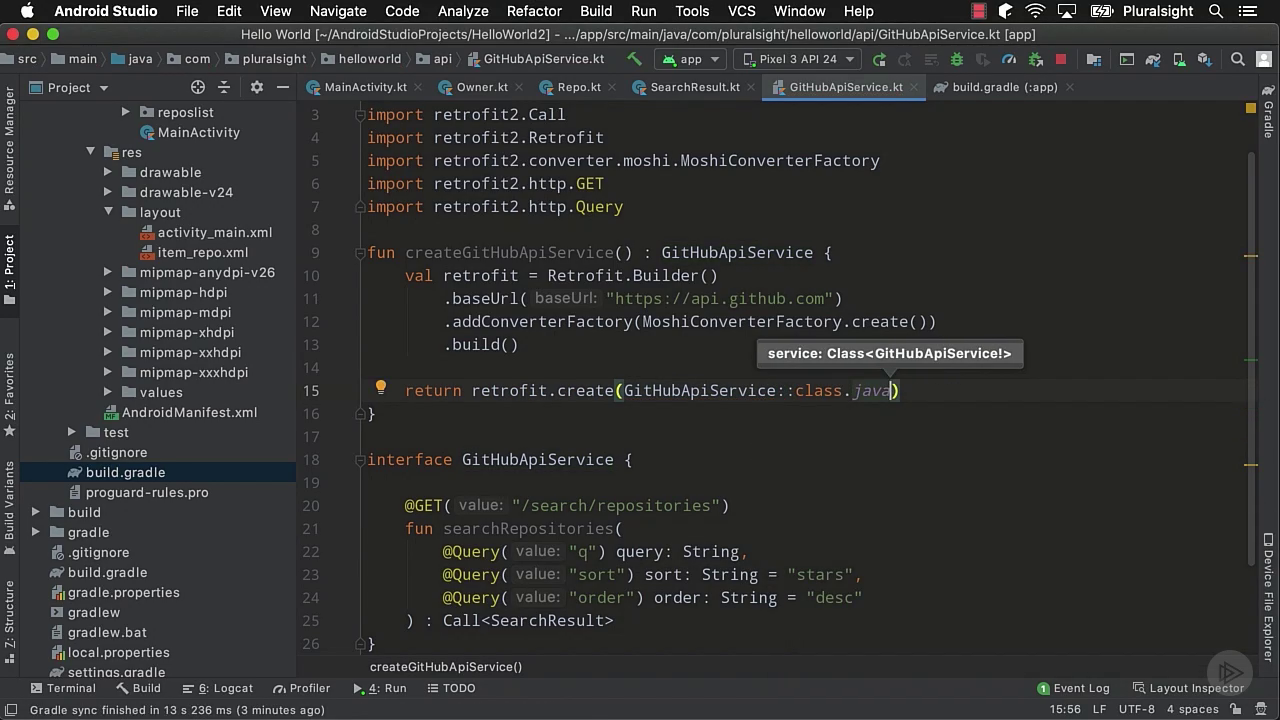 Android Studio File Edit View Navigate Code Analyze Refactor Build Run Tools VCS Window Help Pluralsight
Hello World [~/AndroidStudioProjects/HelloWorld2] - .../app/src/main/java/com/pluralsight/helloworld/api/GitHubApiService.kt [app]
src main java com pluralsight helloworld api GitHubApiService.kt app Pixel 3 API 24
Project MainActivity.kt Owner.kt Repo.kt SearchResult.kt GitHubApiService.kt build.gradle (:app)
Resource Manager
1: Project
2: Favorites
Build Variants
7: Structure
reposlist
MainActivity
res
drawable
drawable-v24
layout
activity_main.xml
item_repo.xml
mipmap-anydpi-v26
mipmap-hdpi
mipmap-mdpi
mipmap-xhdpi
mipmap-xxhdpi
mipmap-xxxhdpi
values
AndroidManifest.xml
test
.gitignore
build.gradle
proguard-rules.pro
build
gradle
.gitignore
build.gradle
gradle.properties
gradlew
gradlew.bat
local.properties
settings.gradle
3 import retrofit2.Call
4 import retrofit2.Retrofit
5 import retrofit2.converter.moshi.MoshiConverterFactory
6 import retrofit2.http.GET
7 import retrofit2.http.Query
8
9 fun createGitHubApiService() : GitHubApiService {
10 val retrofit = Retrofit.Builder()
11 .baseUrl( baseUrl: "https://api.github.com")
12 .addConverterFactory(MoshiConverterFactory.create())
13 .build()
service: Class<GitHubApiService!>
14
15 return retrofit.create(GitHubApiService::class.java)
16 }
17
18 interface GitHubApiService {
19
20 @GET( value: "/search/repositories")
21 fun searchRepositories(
22 @Query( value: "q") query: String,
23 @Query( value: "sort") sort: String = "stars",
24 @Query( value: "order") order: String = "desc"
25 ) : Call<SearchResult>
26 }
createGitHubApiService()
Gradle
Device File Explorer
Terminal Build 6: Logcat Profiler 4: Run TODO 1 Event Log Layout Inspector
Gradle sync finished in 13 s 236 ms (3 minutes ago) 15:56 LF UTF-8 4 spaces